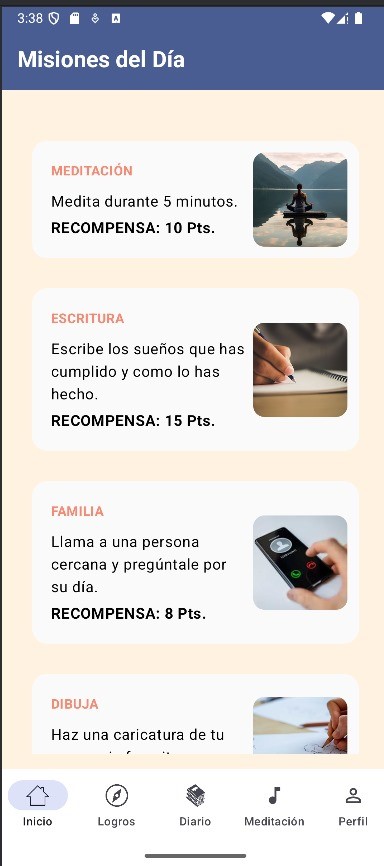 3:38
Misiones del Día
MEDITACIÓN
Medita durante 5 minutos.
RECOMPENSA: 10 Pts.
ESCRITURA
Escribe los sueños que has
cumplido y como lo has
hecho.
RECOMPENSA: 15 Pts.
FAMILIA
Llama a una persona
cercana y pregúntale por
su día.
RECOMPENSA: 8 Pts.
DIBUJA
Haz una caricatura de tu
Inicio
Logros
Diario
Meditación
Perfil